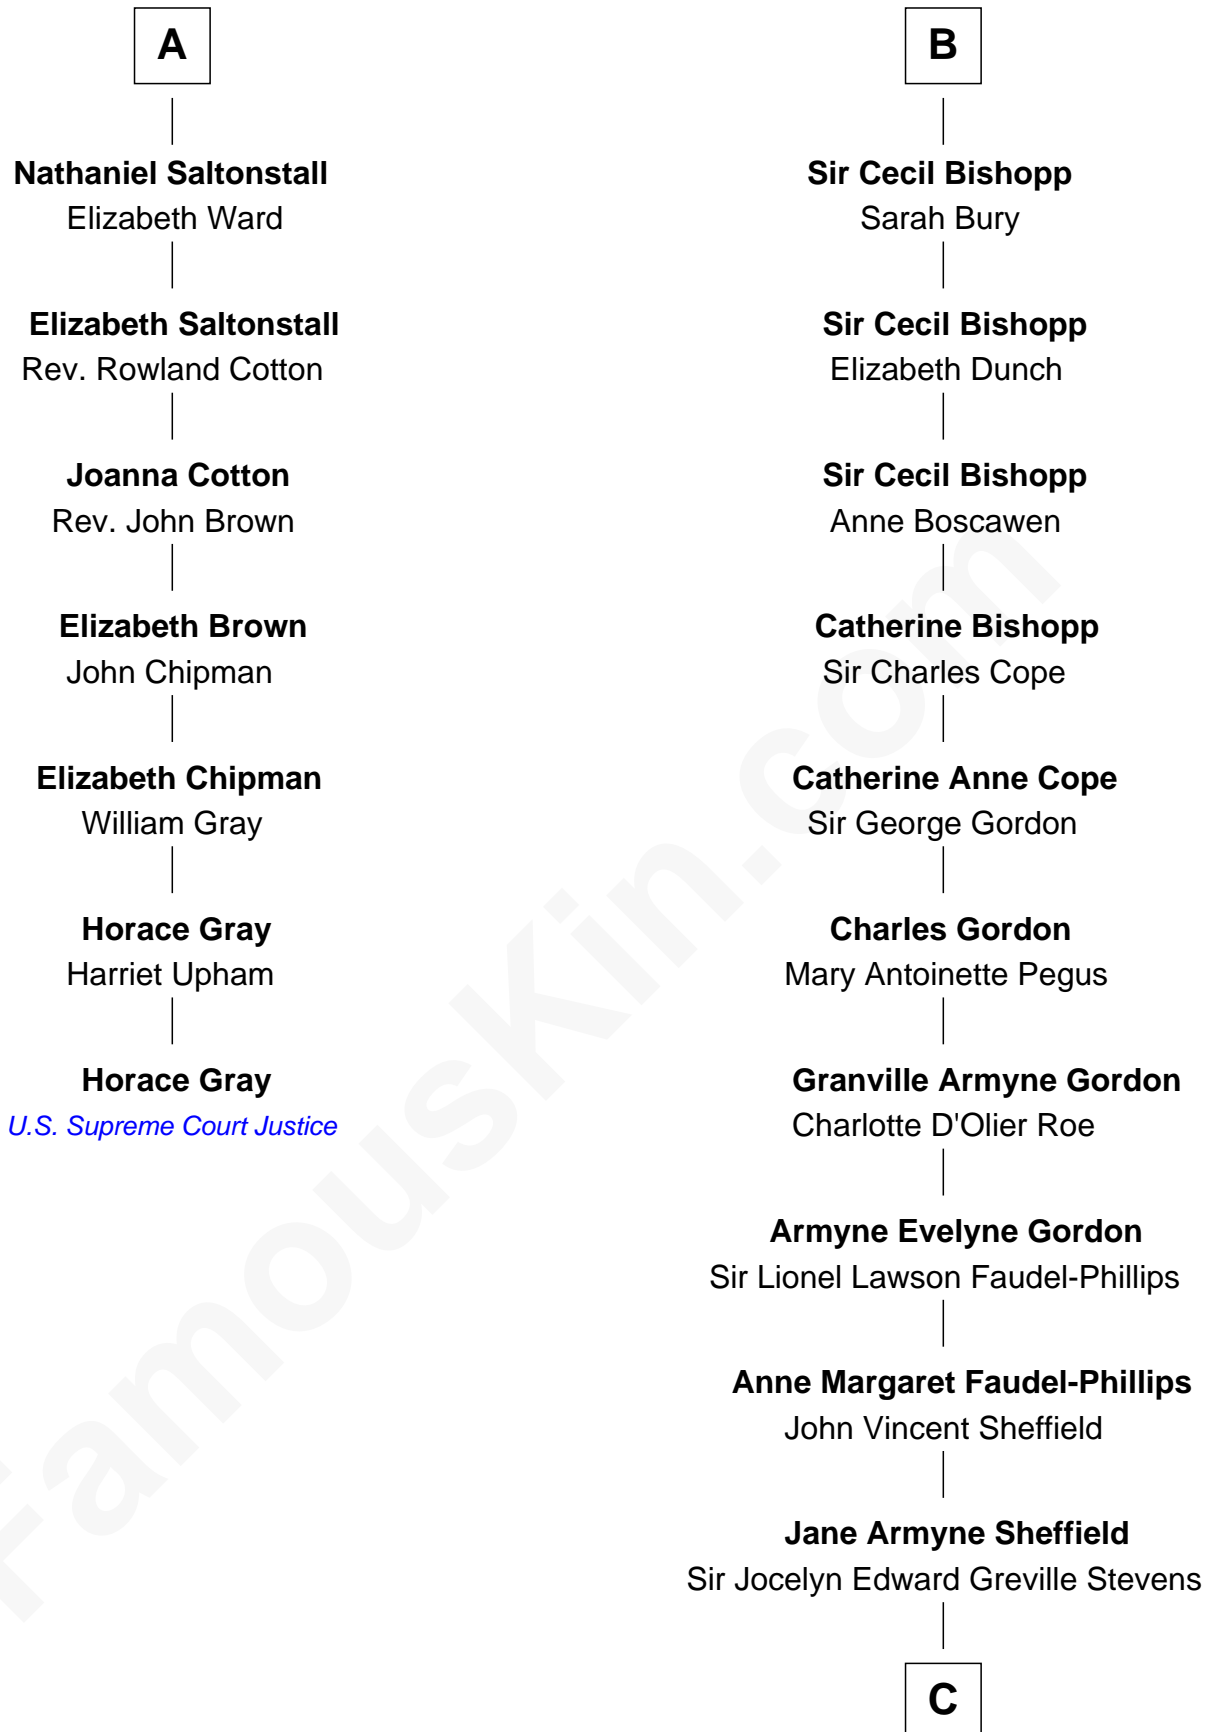 A
Nathaniel Saltonstall
Elizabeth Ward
Elizabeth Saltonstall
Rev. Rowland Cotton
Joanna Cotton
Rev. John Brown
Elizabeth Brown
John Chipman
Elizabeth Chipman
William Gray
Horace Gray
Harriet Upham
Horace Gray
U.S. Supreme Court Justice
B
Sir Cecil Bishopp
Sarah Bury
Sir Cecil Bishopp
Elizabeth Dunch
Sir Cecil Bishopp
Anne Boscawen
Catherine Bishopp
Sir Charles Cope
Catherine Anne Cope
Sir George Gordon
Charles Gordon
Mary Antoinette Pegus
Granville Armyne Gordon
Charlotte D'Olier Roe
Armyne Evelyne Gordon
Sir Lionel Lawson Faudel-Phillips
Anne Margaret Faudel-Phillips
John Vincent Sheffield
Jane Armyne Sheffield
Sir Jocelyn Edward Greville Stevens
C
FamousKin.com